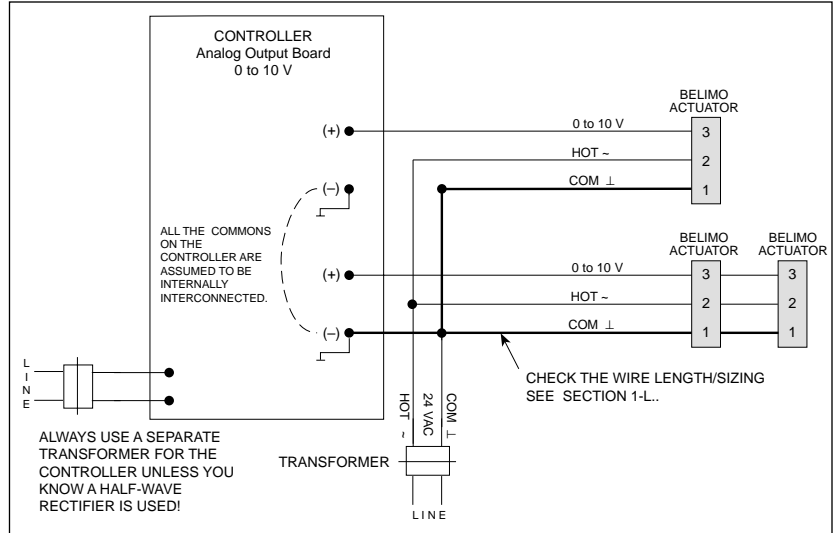 CONTROLLER
Analog Output Board
0 to 10 V
(+)
(–)
ALL THE COMMONS
ON THE
CONTROLLER ARE
ASSUMED TO BE
INTERNALLY
INTERCONNECTED.
(+)
(–)
BELIMO
ACTUATOR
0 to 10 V
3
HOT ~
2
COM ⊥
1
BELIMO
ACTUATOR
BELIMO
ACTUATOR
0 to 10 V
3
3
HOT ~
2
2
COM ⊥
1
1
CHECK THE WIRE LENGTH/SIZING
SEE SECTION 1-L..
LINE
ALWAYS USE A SEPARATE
TRANSFORMER FOR THE
CONTROLLER UNLESS YOU
KNOW A HALF-WAVE
RECTIFIER IS USED!
HOT ~
24 VAC
COM ⊥
TRANSFORMER
LINE